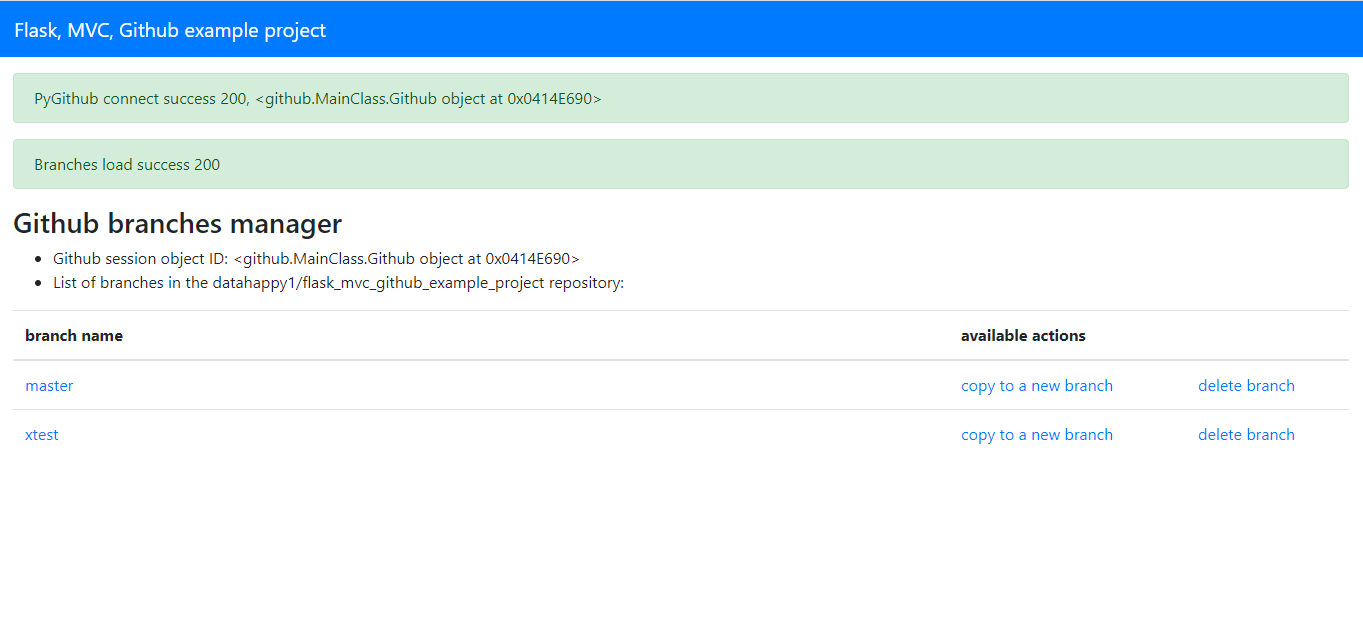 Flask, MVC, Github example project
PyGithub connect success 200, <github.MainClass.Github object at 0x0414E690>
Branches load success 200
Github branches manager
Github session object ID: <github.MainClass.Github object at 0x0414E690>
List of branches in the datahappy1/flask_mvc_github_example_project repository:
branch name available actions
master copy to a new branch delete branch
xtest copy to a new branch delete branch